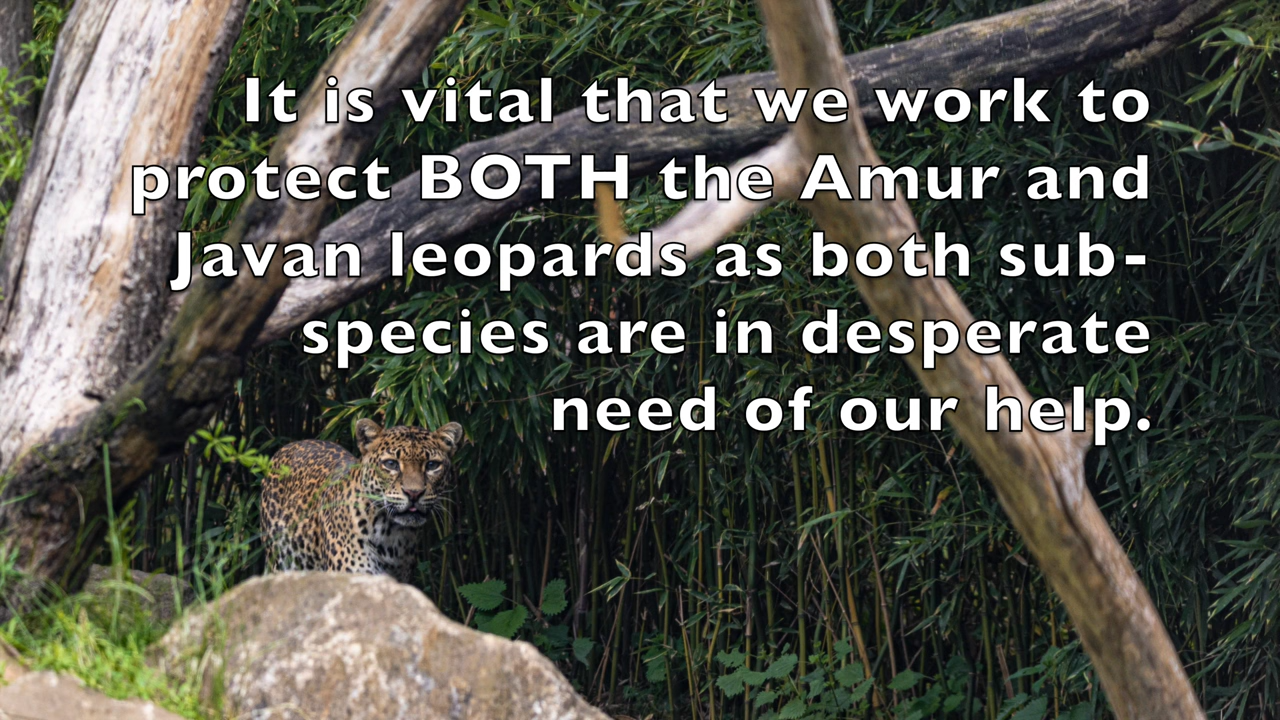 It is vital that we work to
protect BOTH the Amur and
Javan leopards as both sub-
species are in desperate
need of our help.